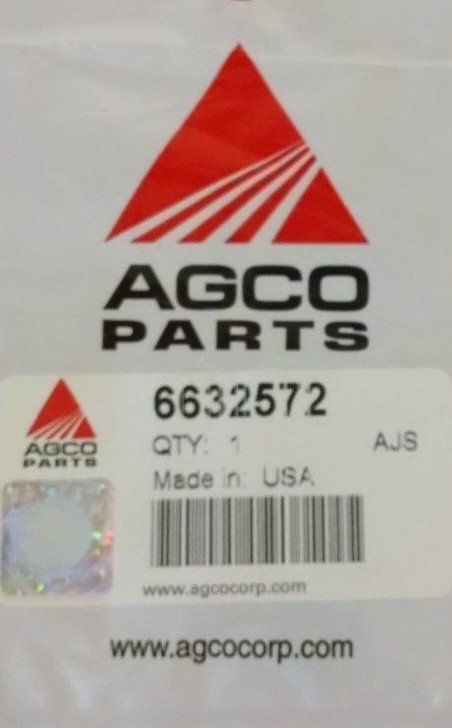 AGCO
PARTS
AGCO
PARTS
6632572
QTY: 1 AJS
Made in: USA
www.agcocorp.com
www.agcocorp.com